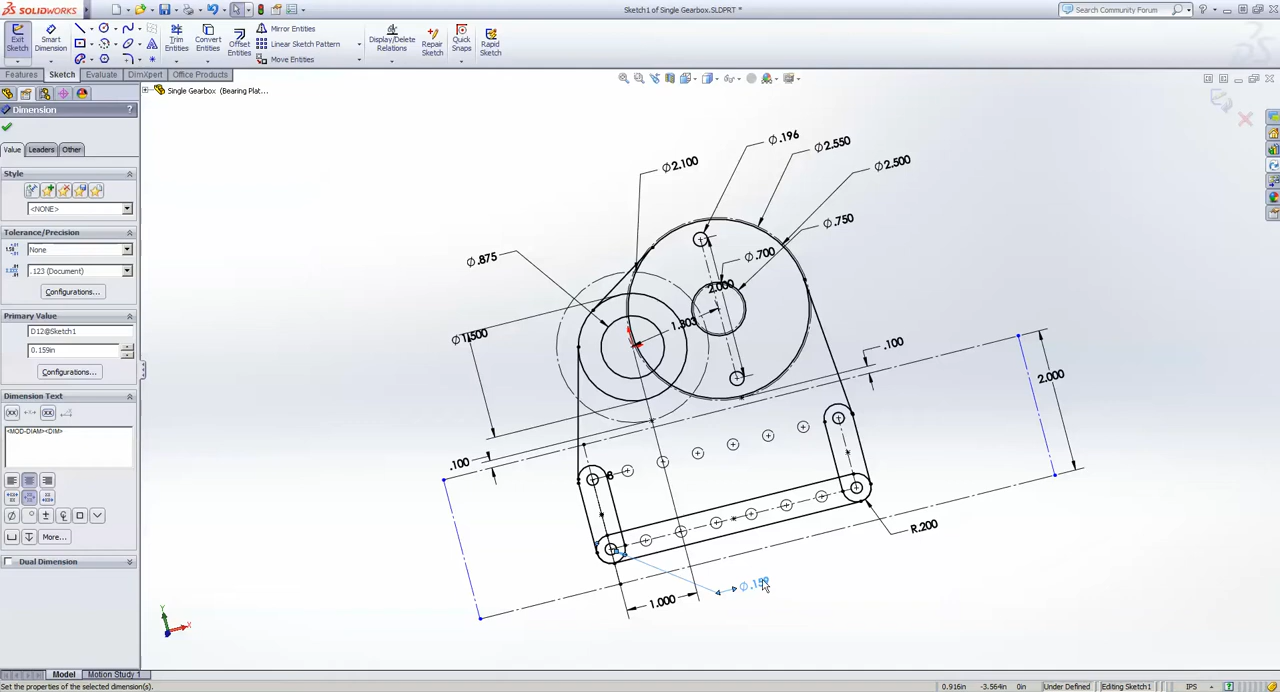 SOLIDWORKS
Sketch1 of Single Gearbox.SLDPRT *
Search Community Forum
Exit
Sketch
Smart
Dimension
Trim
Entities
Convert
Entities
Offset
Entities
Mirror Entities
Linear Sketch Pattern
Move Entities
Display/Delete
Relations
Repair
Sketch
Quick
Snaps
Rapid
Sketch
Features
Sketch
Evaluate
DimXpert
Office Products
Single Gearbox (Bearing Plat...
Dimension
?
Value
Leaders
Other
Style
<NONE>
Tolerance/Precision
None
.123 (Document)
Configurations...
Primary Value
D12@Sketch1
0.159in
Configurations...
Dimension Text
<MOD-DIAM><DIM>
More...
Dual Dimension
Ø.196
Ø2.550
Ø2.100
Ø2.500
Ø.750
Ø.875
Ø.700
2.000
1.303
Ø1.500
.100
2.000
.100
8
R.200
1.000
Y
X
Model
Motion Study 1
Set the properties of the selected dimension(s).
0.916in
-3.564in
0in
Under Defined
Editing Sketch1
IPS